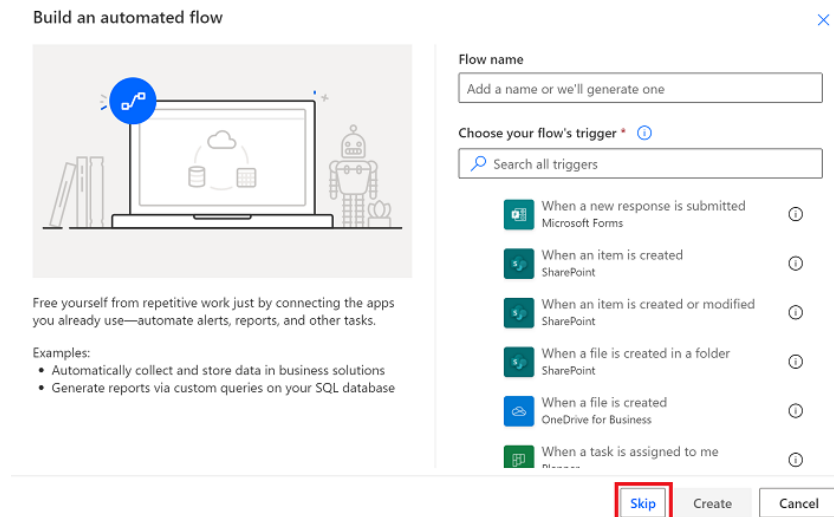 Build an automated flow
Free yourself from repetitive work just by connecting the apps
you already use—automate alerts, reports, and other tasks.
Examples:
• Automatically collect and store data in business solutions
• Generate reports via custom queries on your SQL database
Flow name
Add a name or we'll generate one
Choose your flow's trigger *
Search all triggers
When a new response is submitted
Microsoft Forms
When an item is created
SharePoint
When an item is created or modified
SharePoint
When a file is created in a folder
SharePoint
When a file is created
OneDrive for Business
When a task is assigned to me
Planner
Skip
Create
Cancel